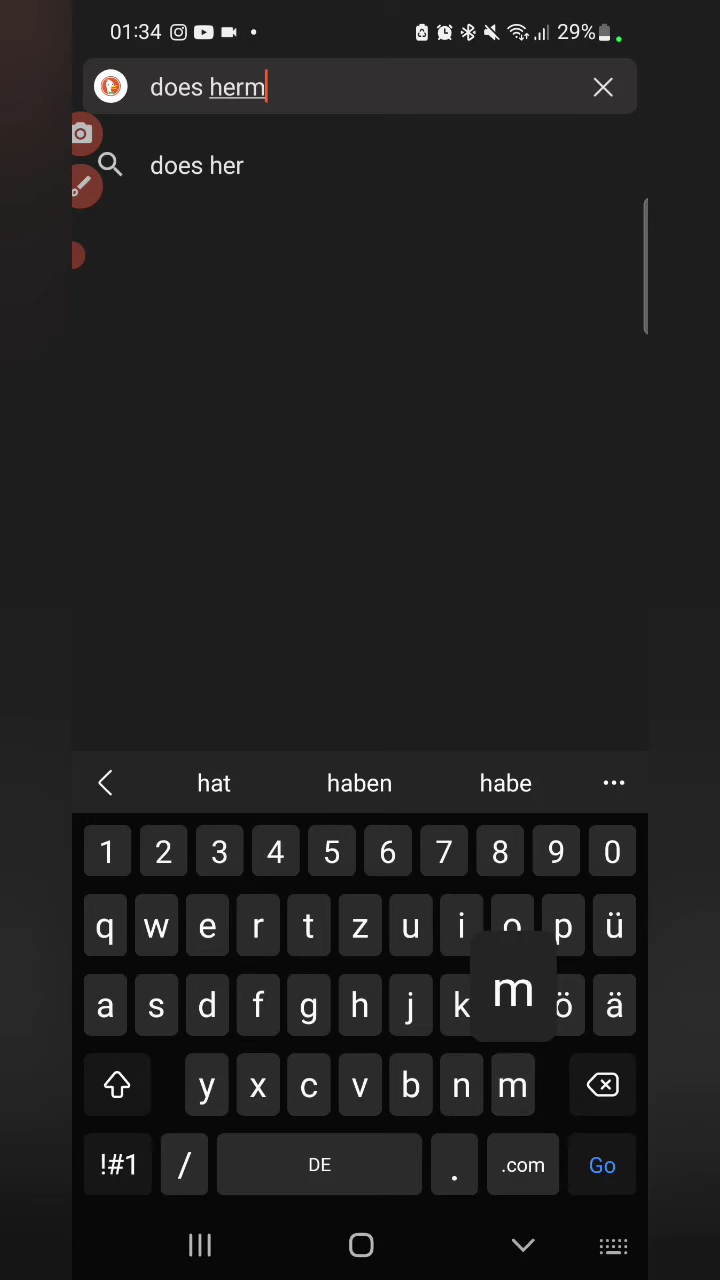 01:34 29%
does herm
does her
hat haben habe
1 2 3 4 5 6 7 8 9 0
q w e r t z u i o p ü
a s d f g h j k m ö ä
y x c v b n m
!#1 / DE . .com Go